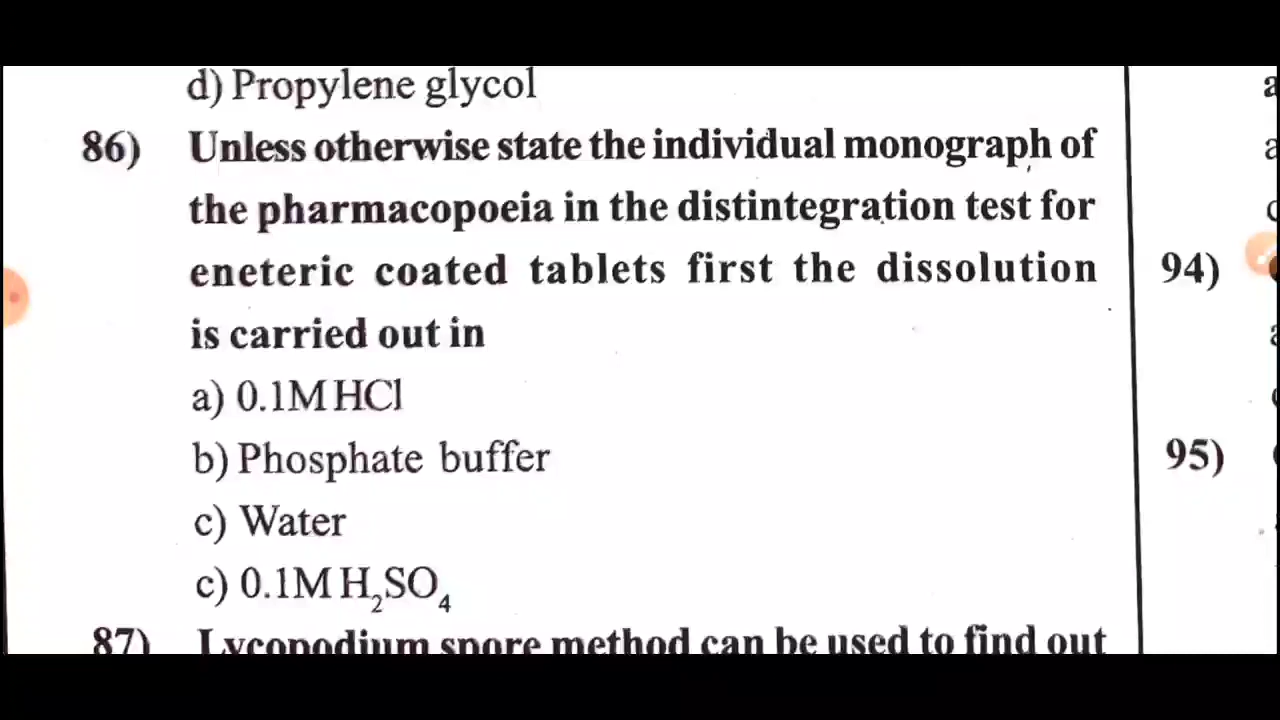 d) Propylene glycol
86) Unless otherwise state the individual monograph of
the pharmacopoeia in the distintegration test for
eneteric coated tablets first the dissolution
is carried out in
a) 0.1M HCl
b) Phosphate buffer
c) Water
c) 0.1M H₂SO₄
87) Lycopodium spore method can be used to find out
94)
95)